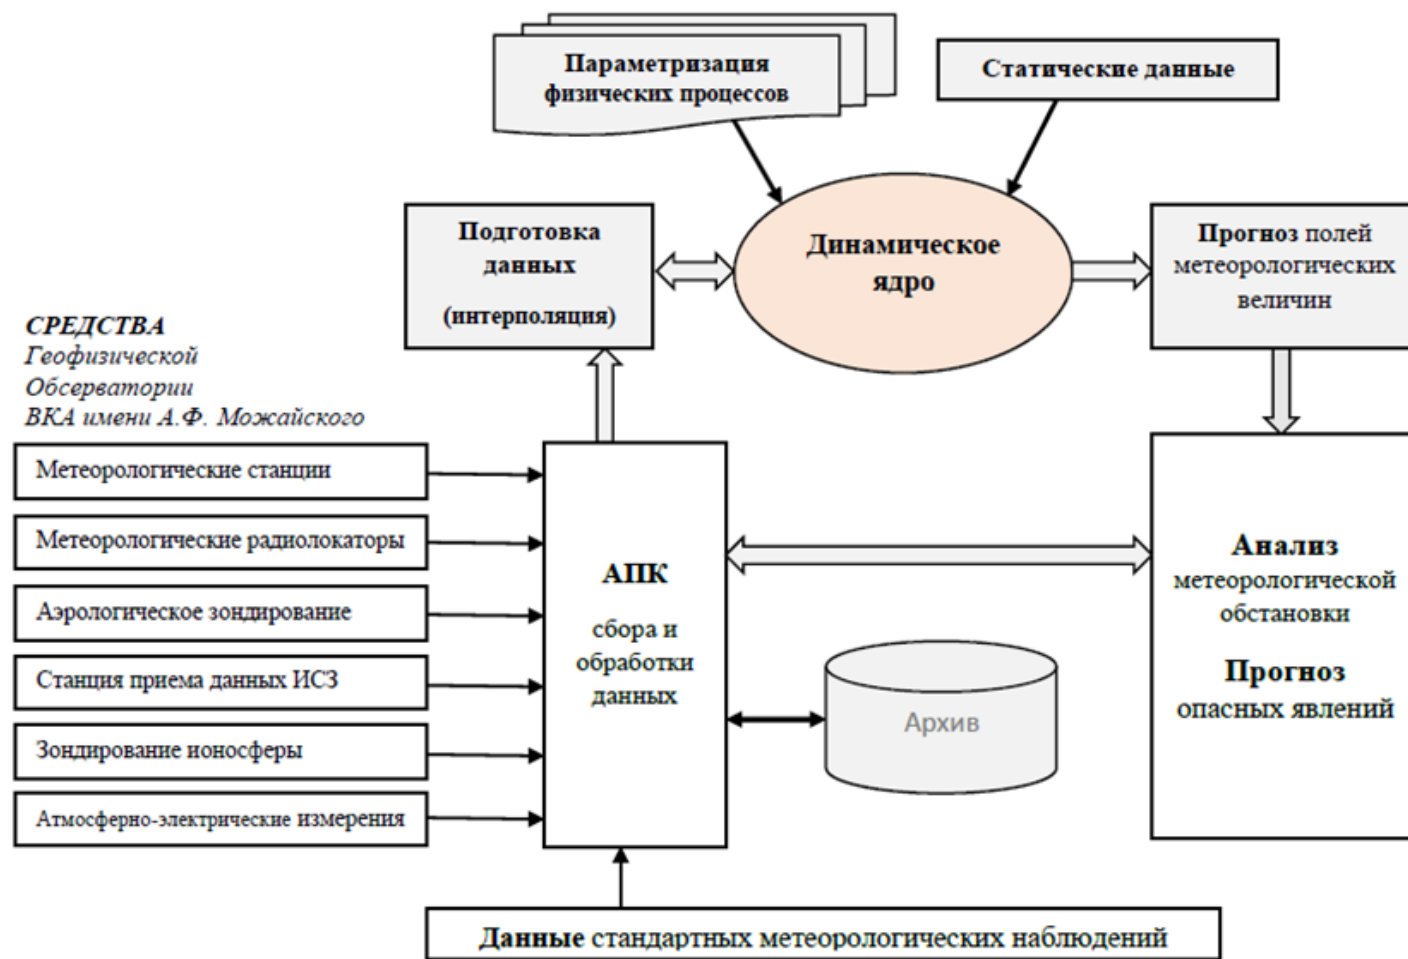 Параметризация
физических процессов
Статические данные
Подготовка
данных
(интерполяция)
Динамическое
ядро
Прогноз полей
метеорологических
величин
СРЕДСТВА
Геофизической
Обсерватории
ВКА имени А.Ф. Можайского
Метеорологические станции
Метеорологические радиолокаторы
Аэрологическое зондирование
Станция приема данных ИСЗ
Зондирование ионосферы
Атмосферно-электрические измерения
АПК
сбора и
обработки
данных
Архив
Анализ
метеорологической
обстановки
Прогноз
опасных явлений
Данные стандартных метеорологических наблюдений